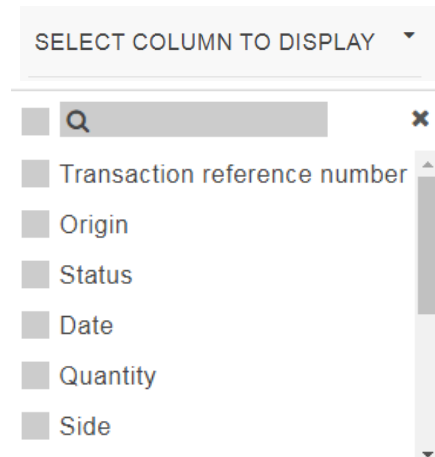 SELECT COLUMN TO DISPLAY
Transaction reference number
Origin
Status
Date
Quantity
Side